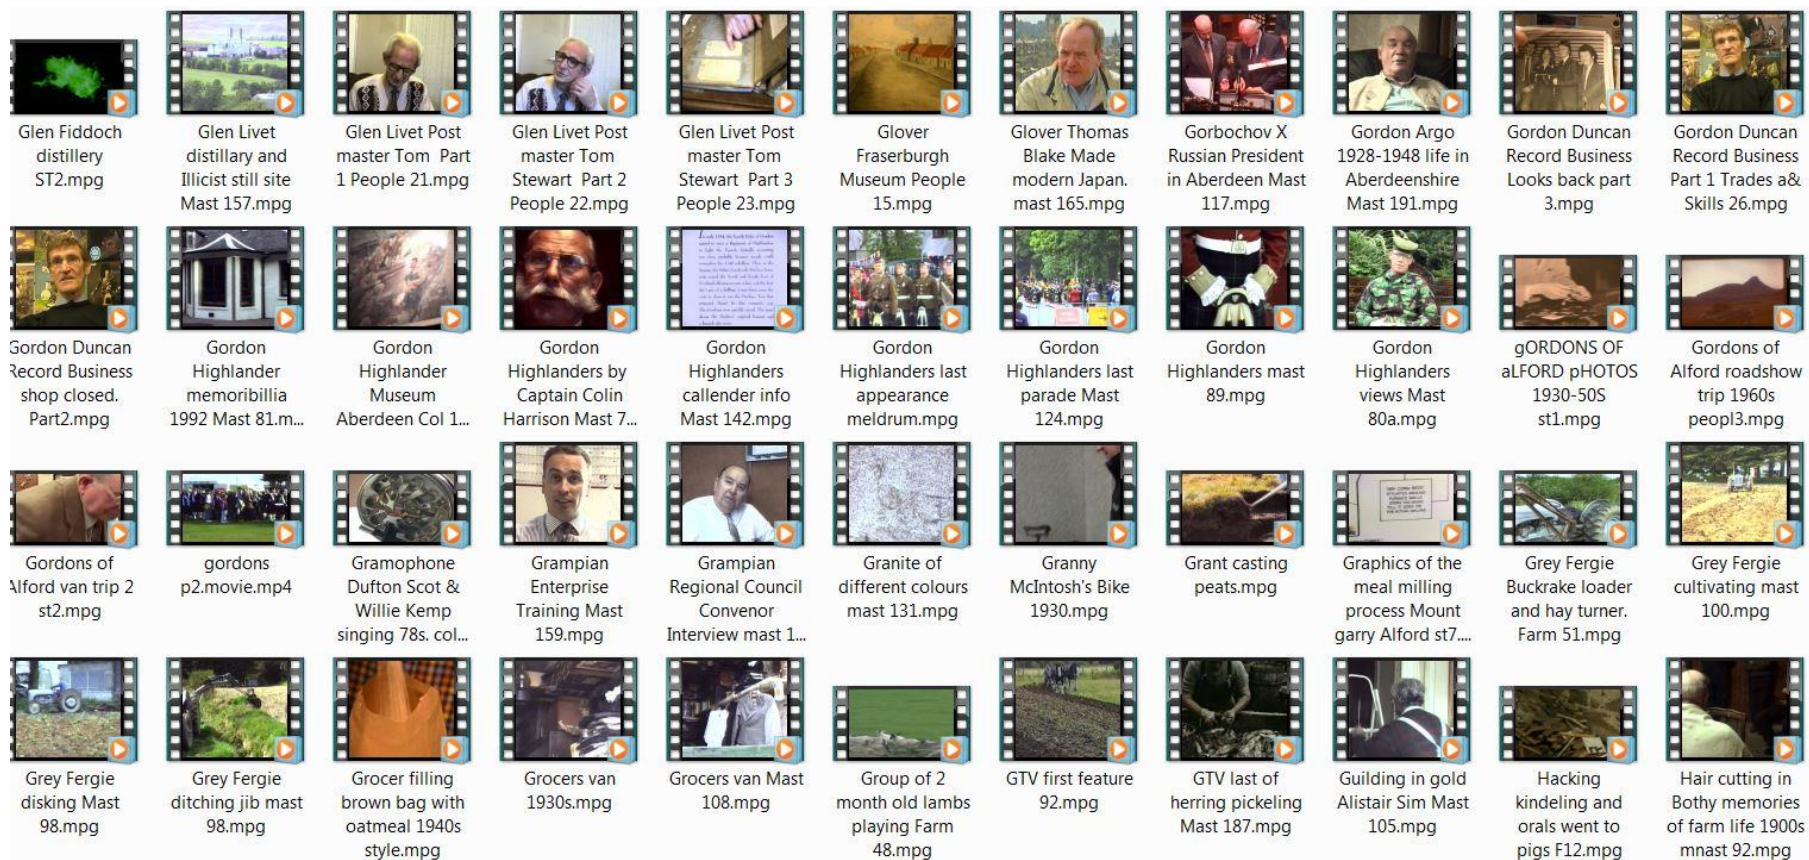 Glen Fiddoch
distillery
ST2.mpg
Glen Livet
distillary and
Illicist still site
Mast 157.mpg
Glen Livet Post
master Tom Part
1 People 21.mpg
Glen Livet Post
master Tom
Stewart Part 2
People 22.mpg
Glen Livet Post
master Tom
Stewart Part 3
People 23.mpg
Glover
Fraserburgh
Museum People
15.mpg
Glover Thomas
Blake Made
modern Japan.
mast 165.mpg
Gorbochov X
Russian President
in Aberdeen Mast
117.mpg
Gordon Argo
1928-1948 life in
Aberdeenshire
Mast 191.mpg
Gordon Duncan
Record Business
Looks back part
3.mpg
Gordon Duncan
Record Business
Part 1 Trades a&
Skills 26.mpg
Gordon Duncan
Record Business
shop closed.
Part2.mpg
Gordon
Highlander
memoribillia
1992 Mast 81.m...
Gordon
Highlander
Museum
Aberdeen Col 1...
Gordon
Highlanders by
Captain Colin
Harrison Mast 7...
Gordon
Highlanders
callender info
Mast 142.mpg
Gordon
Highlanders last
appearance
meldrum.mpg
Gordon
Highlanders last
parade Mast
124.mpg
Gordon
Highlanders mast
89.mpg
Gordon
Highlanders
views Mast
80a.mpg
gORDONS OF
aLFORD pHOTOS
1930-50S
st1.mpg
Gordons of
Alford roadshow
trip 1960s
peopl3.mpg
Gordons of
Alford van trip 2
st2.mpg
gordons
p2.movie.mp4
Gramophone
Dufton Scot &
Willie Kemp
singing 78s. col...
Grampian
Enterprise
Training Mast
159.mpg
Grampian
Regional Council
Convenor
Interview mast 1...
Granite of
different colours
mast 131.mpg
Granny
McIntosh's Bike
1930.mpg
Grant casting
peats.mpg
Graphics of the
meal milling
process Mount
garry Alford st7....
Grey Fergie
Buckrake loader
and hay turner.
Farm 51.mpg
Grey Fergie
cultivating mast
100.mpg
Grey Fergie
disking Mast
98.mpg
Grey Fergie
ditching jib mast
98.mpg
Grocer filling
brown bag with
oatmeal 1940s
style.mpg
Grocers van
1930s.mpg
Grocers van Mast
108.mpg
Group of 2
month old lambs
playing Farm
48.mpg
GTV first feature
92.mpg
GTV last of
herring pickeling
Mast 187.mpg
Guilding in gold
Alistair Sim Mast
105.mpg
Hacking
kindeling and
orals went to
pigs F12.mpg
Hair cutting in
Bothy memories
of farm life 1900s
mnast 92.mpg